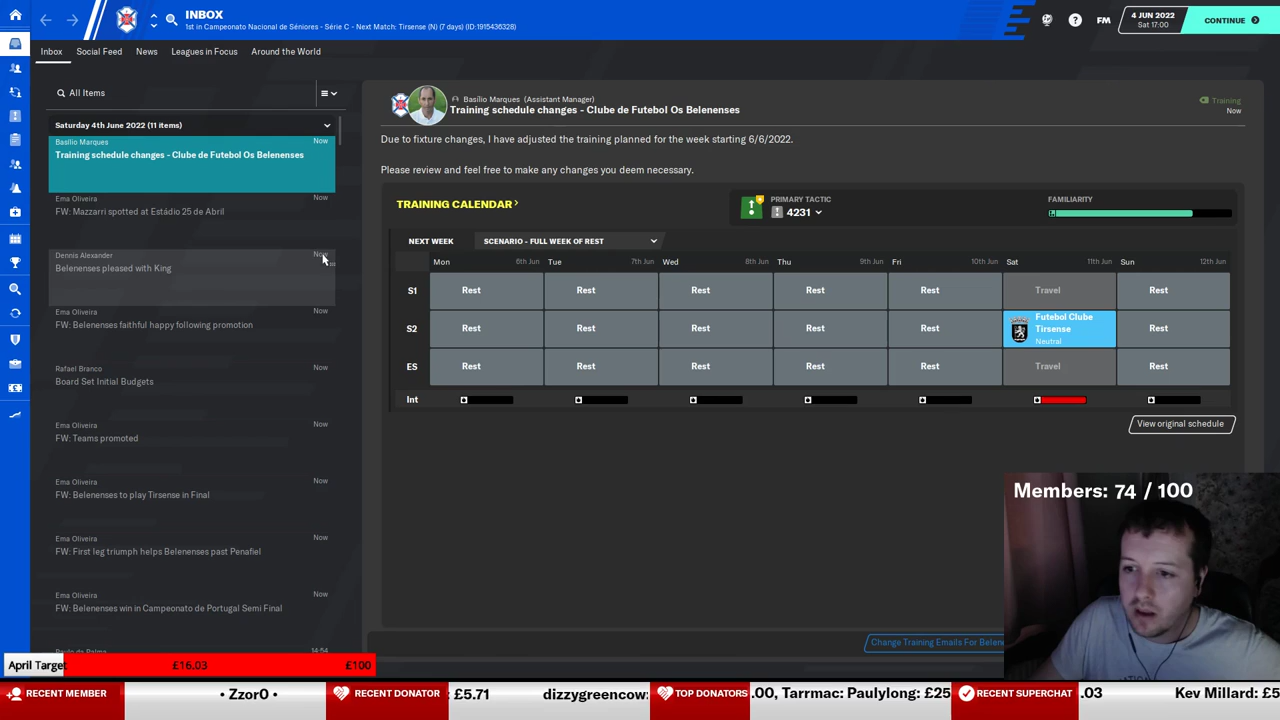 INBOX
1st in Campeonato Nacional de Séniores - Série C - Next Match: Tirsense (N) (7 days) (ID:1915436328)
FM
4 JUN 2022
Sat 17:00
CONTINUE
Inbox
Social Feed
News
Leagues in Focus
Around the World
All Items
Saturday 4th June 2022 (11 items)
Basílio Marques
Now
Training schedule changes - Clube de Futebol Os Belenenses
Ema Oliveira
Now
FW: Mazzarri spotted at Estádio 25 de Abril
Dennis Alexander
Now
Belenenses pleased with King
Ema Oliveira
Now
FW: Belenenses faithful happy following promotion
Rafael Branco
Now
Board Set Initial Budgets
Ema Oliveira
Now
FW: Teams promoted
Ema Oliveira
Now
FW: Belenenses to play Tirsense in Final
Ema Oliveira
Now
FW: First leg triumph helps Belenenses past Penafiel
Ema Oliveira
Now
FW: Belenenses win in Campeonato de Portugal Semi Final
14:54
Basílio Marques (Assistant Manager)
Training schedule changes - Clube de Futebol Os Belenenses
Training
Now
Due to fixture changes, I have adjusted the training planned for the week starting 6/6/2022.
Please review and feel free to make any changes you deem necessary.
TRAINING CALENDAR
PRIMARY TACTIC
4231
FAMILIARITY
NEXT WEEK
SCENARIO - FULL WEEK OF REST
Mon 6th Jun Tue 7th Jun Wed 8th Jun Thu 9th Jun Fri 10th Jun Sat 11th Jun Sun 12th Jun
S1 Rest Rest Rest Rest Rest Travel Rest
S2 Rest Rest Rest Rest Rest Futebol Clube Tirsense Neutral Rest
ES Rest Rest Rest Rest Rest Travel Rest
Int
View original schedule
Change Training Emails For Belen
Members: 74 / 100
April Target
£16.03
£100
RECENT MEMBER
• Zzor0 •
RECENT DONATOR
£5.71
dizzygreencow
TOP DONATORS
.00, Tarrmac: Paulylong: £25
RECENT SUPERCHAT
.03
Kev Millard: £5